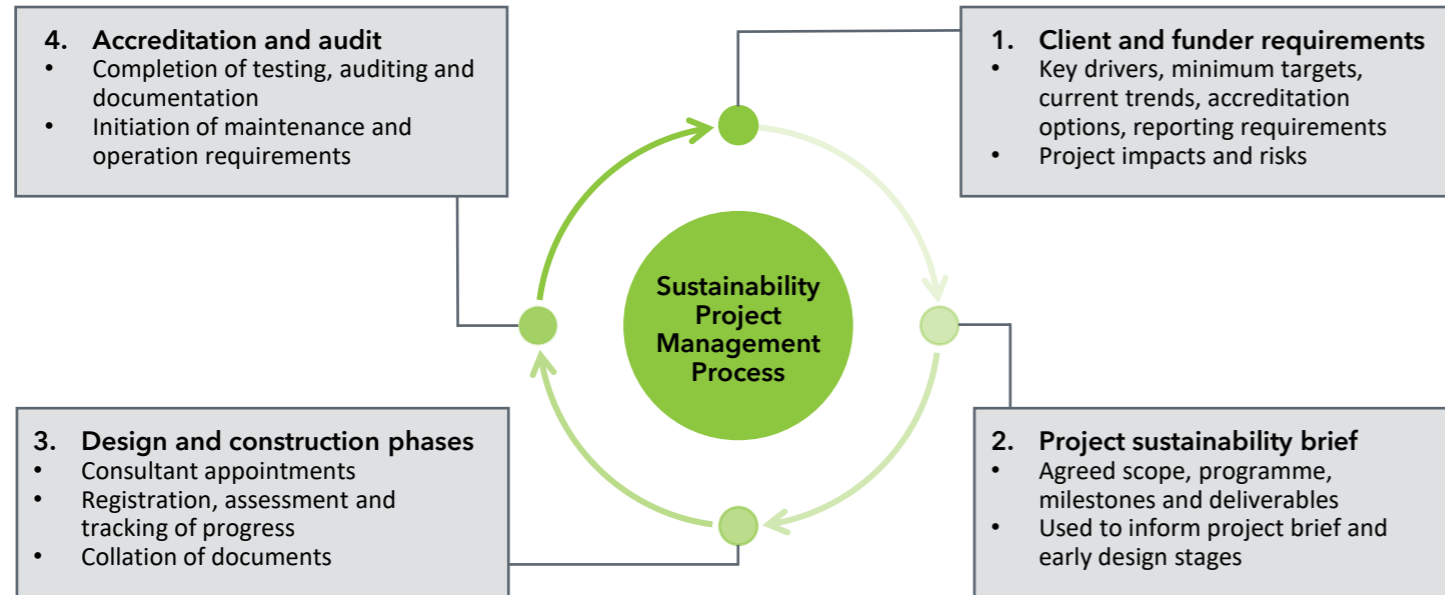 4. Accreditation and audit
• Completion of testing, auditing and
documentation
• Initiation of maintenance and
operation requirements
1. Client and funder requirements
• Key drivers, minimum targets,
current trends, accreditation
options, reporting requirements
• Project impacts and risks
Sustainability
Project
Management
Process
3. Design and construction phases
• Consultant appointments
• Registration, assessment and
tracking of progress
• Collation of documents
2. Project sustainability brief
• Agreed scope, programme,
milestones and deliverables
• Used to inform project brief and
early design stages